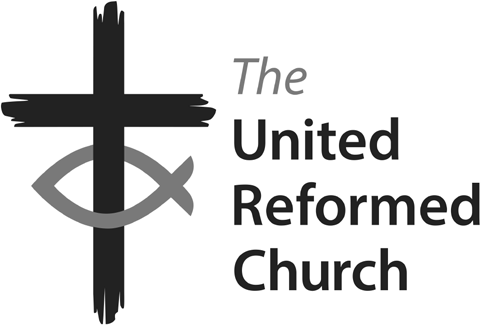 The
United
Reformed
Church